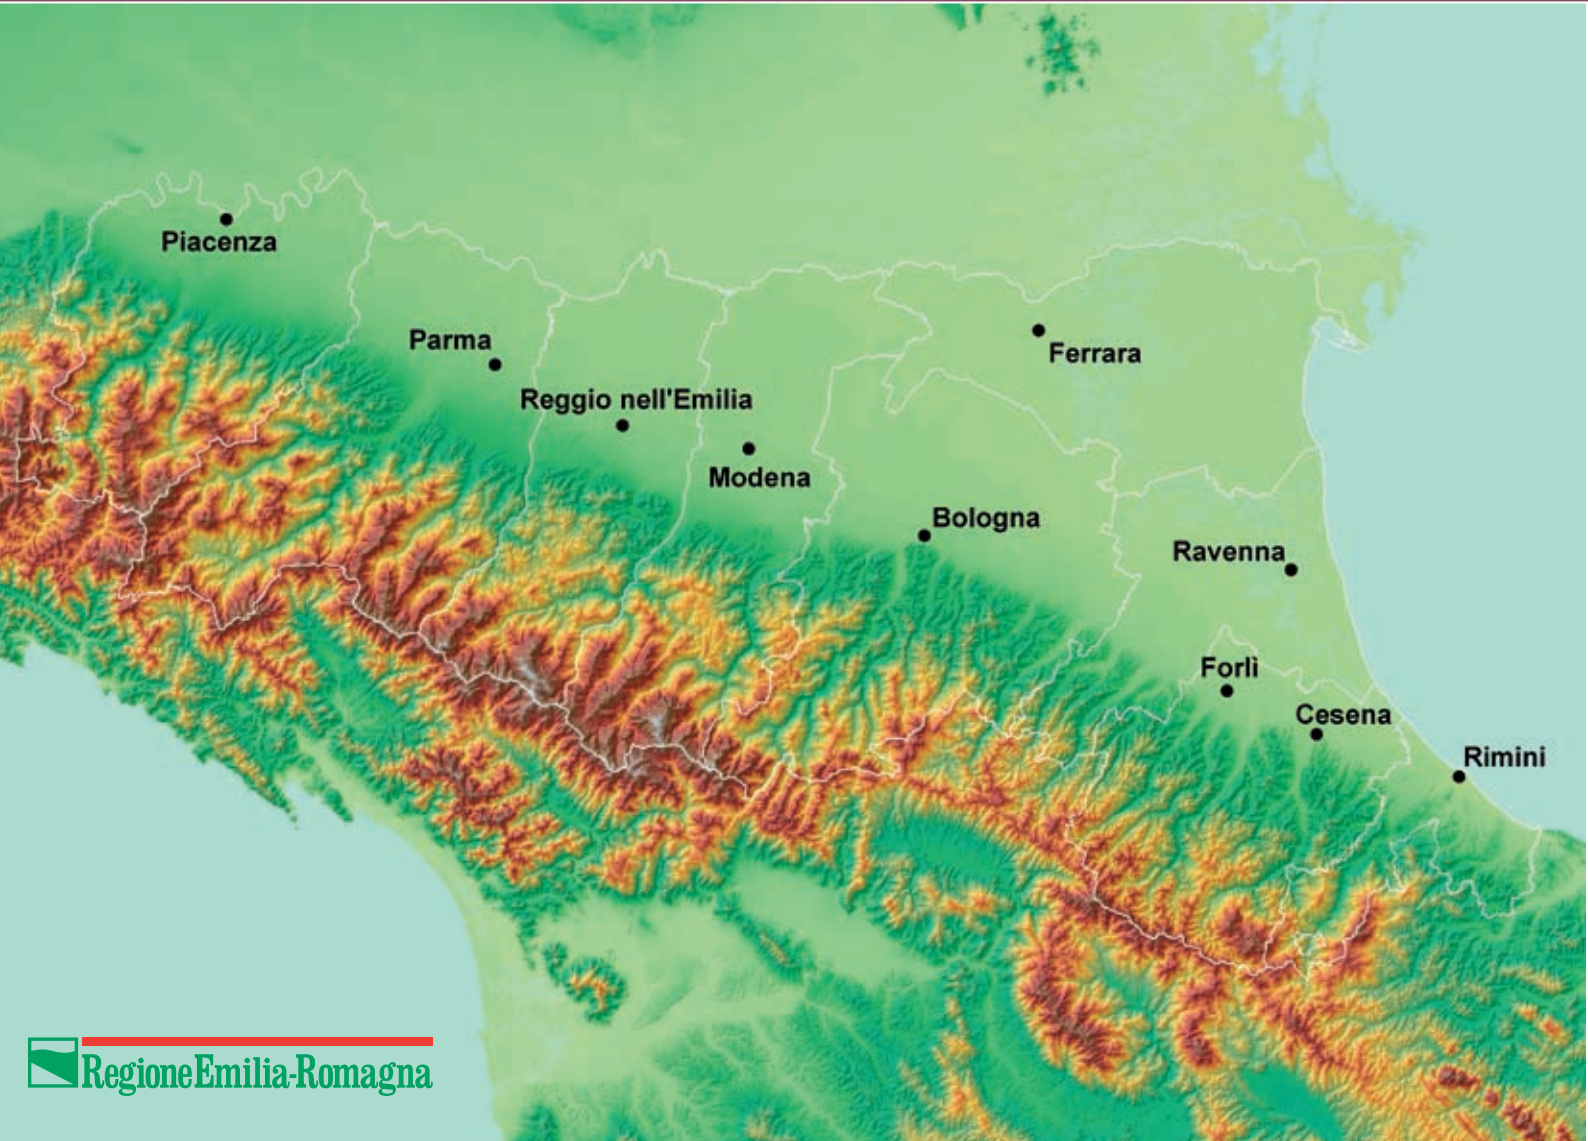 Piacenza
Parma
Ferrara
Reggio nell'Emilia
Modena
Bologna
Ravenna
Forlì
Cesena
Rimini
RegioneEmilia-Romagna